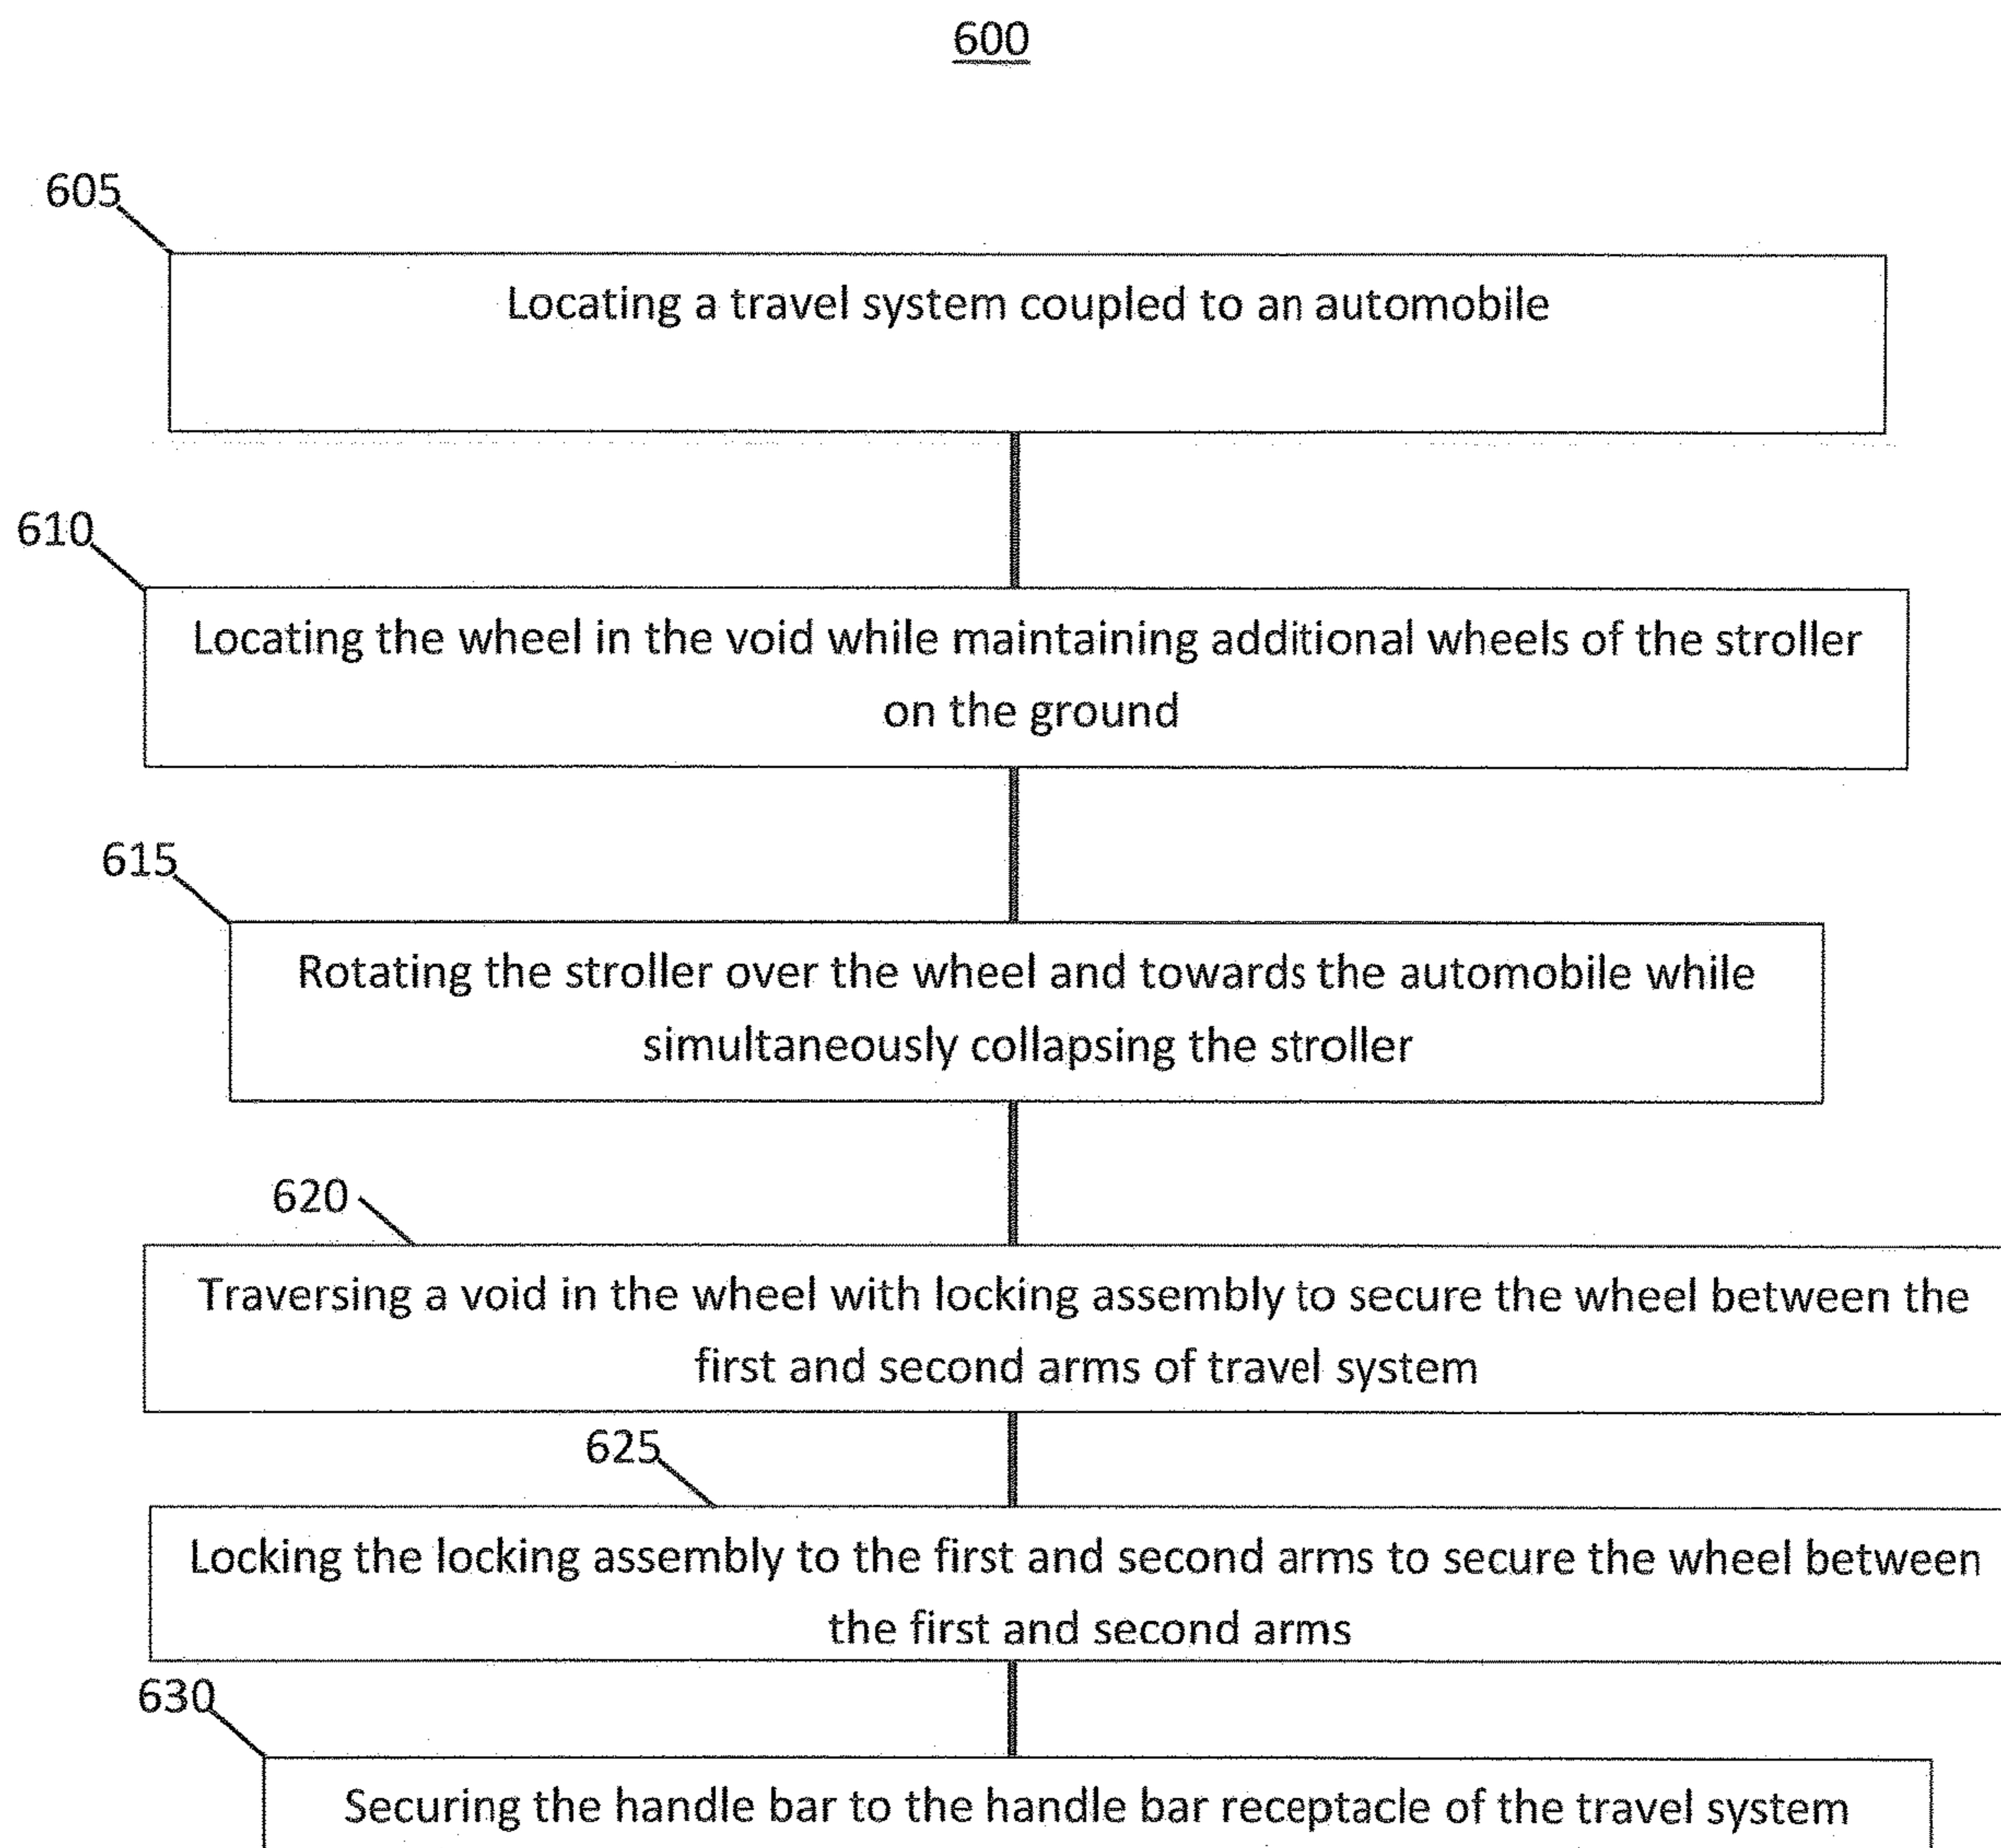 600
605
Locating a travel system coupled to an automobile
610
Locating the wheel in the void while maintaining additional wheels of the stroller
on the ground
615
Rotating the stroller over the wheel and towards the automobile while
simultaneously collapsing the stroller
620
Traversing a void in the wheel with locking assembly to secure the wheel between the
first and second arms of travel system
625
Locking the locking assembly to the first and second arms to secure the wheel between
the first and second arms
630
Securing the handle bar to the handle bar receptacle of the travel system